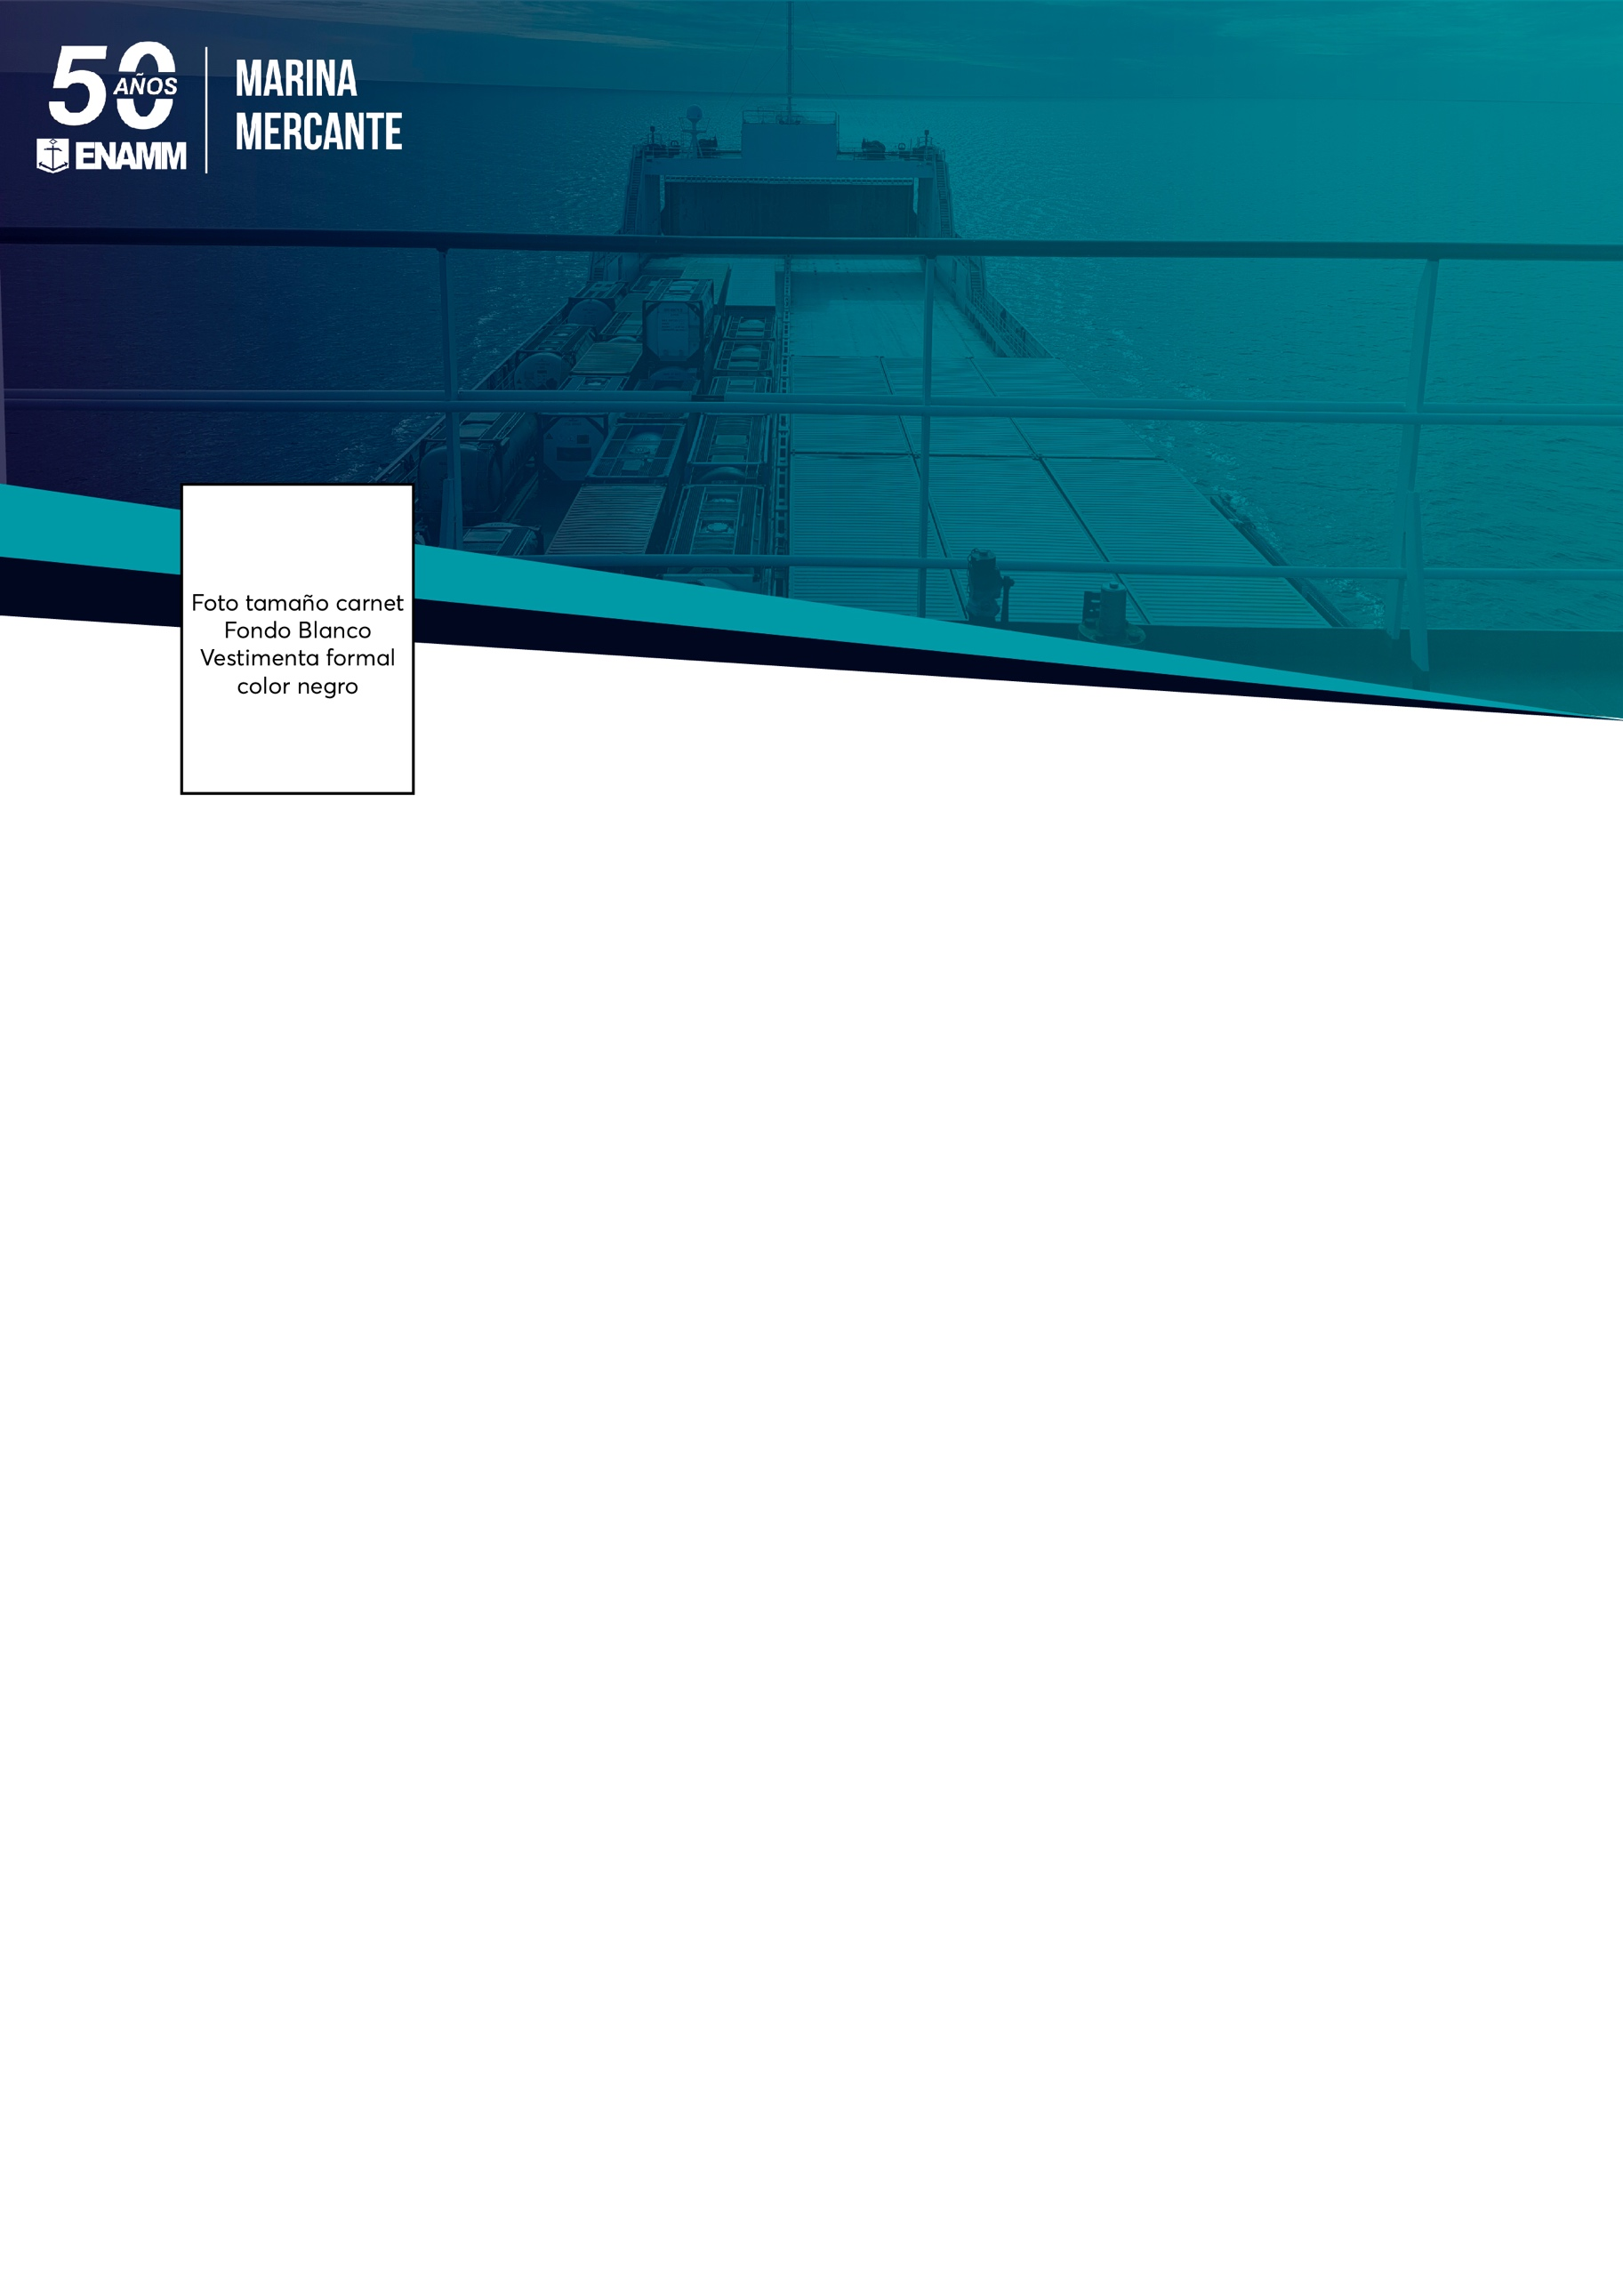 50
AÑOS
ENAMM
MARINA
MERCANTE
Foto tamaño carnet
Fondo Blanco
Vestimenta formal
color negro